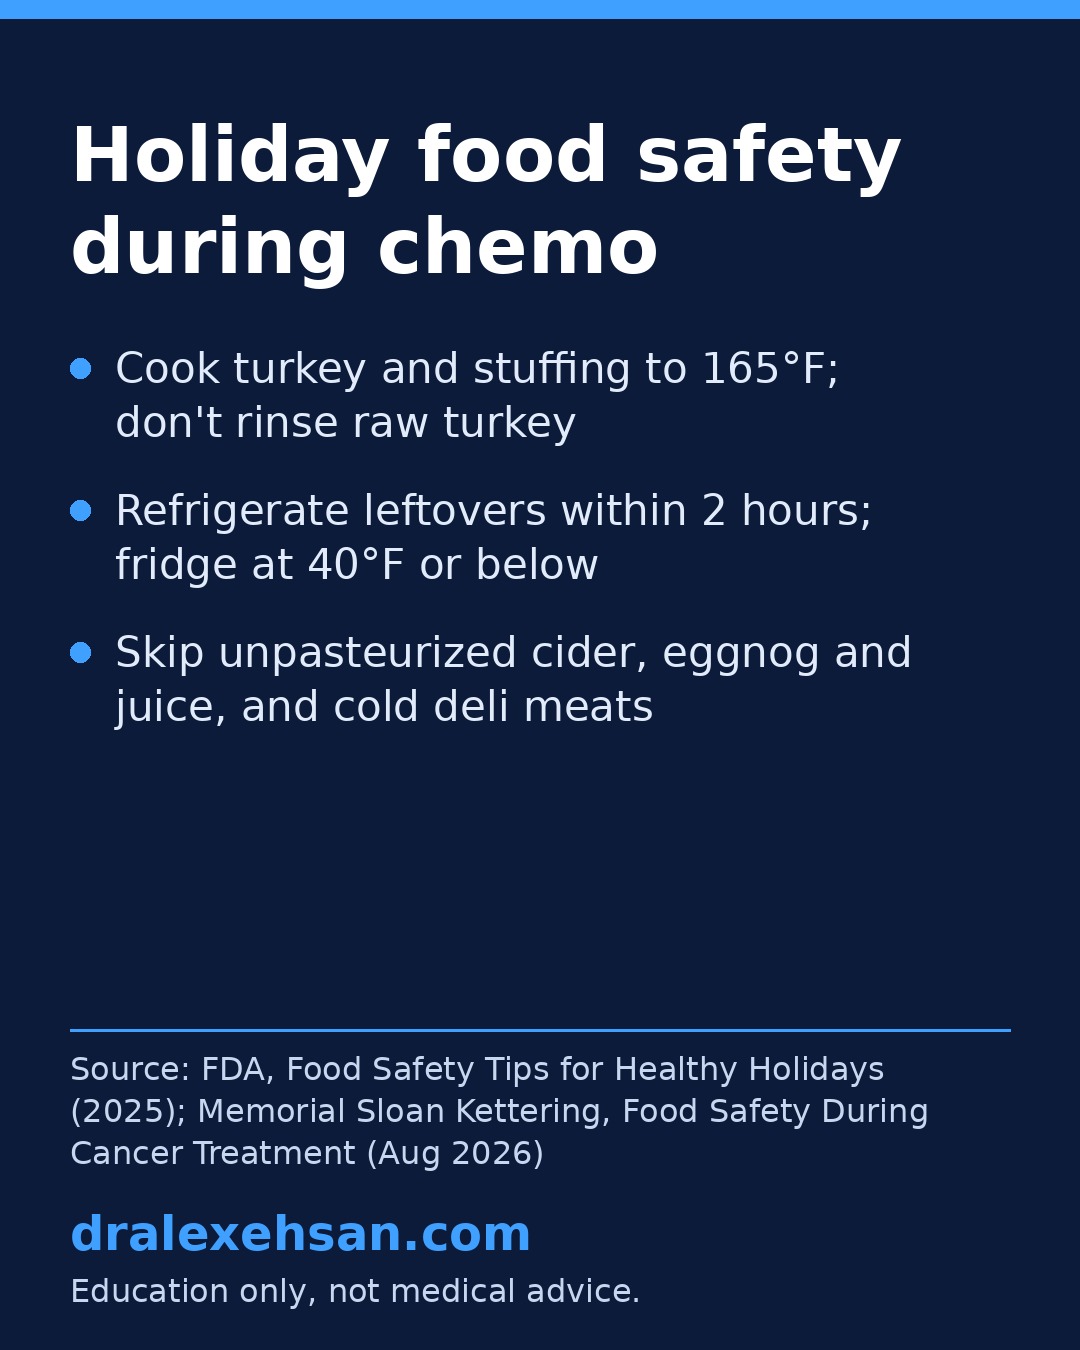 Holiday food safety
during chemo
Cook turkey and stuffing to 165°F;
don't rinse raw turkey
Refrigerate leftovers within 2 hours;
fridge at 40°F or below
Skip unpasteurized cider, eggnog and
juice, and cold deli meats
Source: FDA, Food Safety Tips for Healthy Holidays
(2025); Memorial Sloan Kettering, Food Safety During
Cancer Treatment (Aug 2026)
dralexehsan.com
Education only, not medical advice.